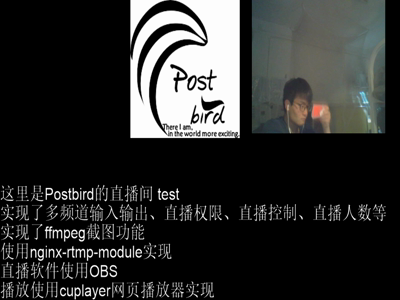 Post
bird
There I am,
in the world more exciting.
这里是Postbird的直播间 test
实现了多频道输入输出、直播权限、直播控制、直播人数等
实现了ffmpeg截图功能
使用nginx-rtmp-module实现
直播软件使用OBS
播放使用cuplayer网页播放器实现